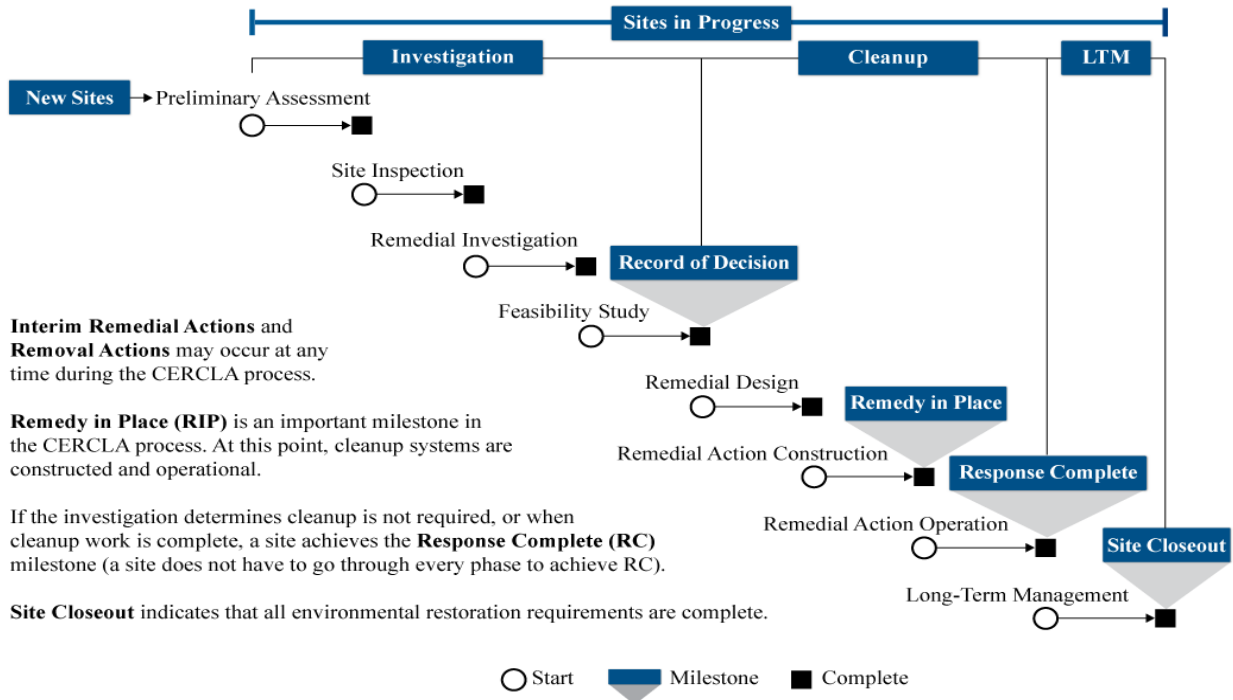 Sites in Progress
Investigation
Cleanup
LTM
New Sites
Preliminary Assessment
Site Inspection
Remedial Investigation
Record of Decision
Feasibility Study
Interim Remedial Actions and
Removal Actions may occur at any
time during the CERCLA process.
Remedial Design
Remedy in Place
Remedy in Place (RIP) is an important milestone in
the CERCLA process. At this point, cleanup systems are
constructed and operational.
Remedial Action Construction
Response Complete
If the investigation determines cleanup is not required, or when
cleanup work is complete, a site achieves the Response Complete (RC)
milestone (a site does not have to go through every phase to achieve RC).
Remedial Action Operation
Site Closeout
Site Closeout indicates that all environmental restoration requirements are complete.
Long-Term Management
Start
Milestone
Complete